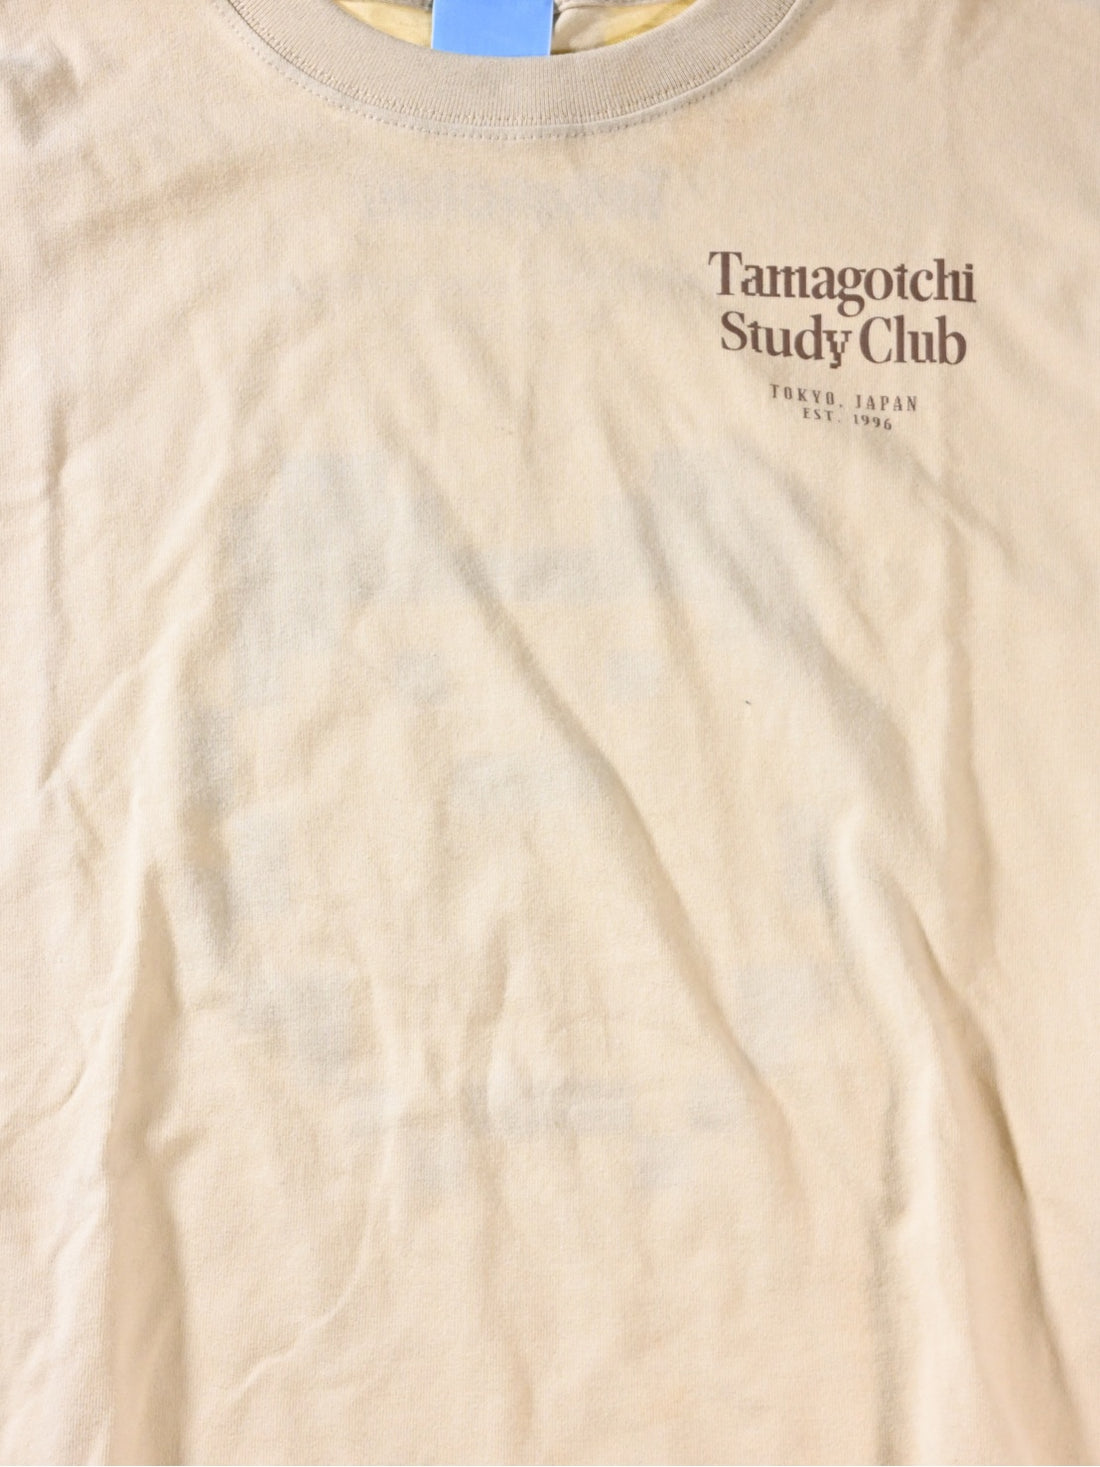 Tamagotchi
Study Club
TOKYO, JAPAN
EST. 1996